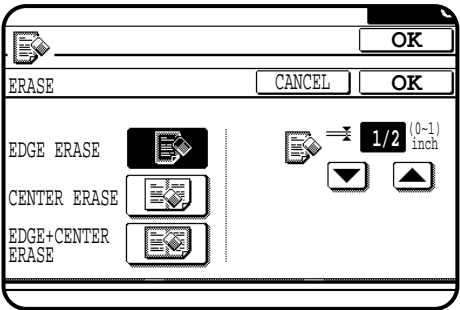 OK
ERASE CANCEL OK
EDGE ERASE
CENTER ERASE
EDGE+CENTER
ERASE
1/2 (0~1)
inch